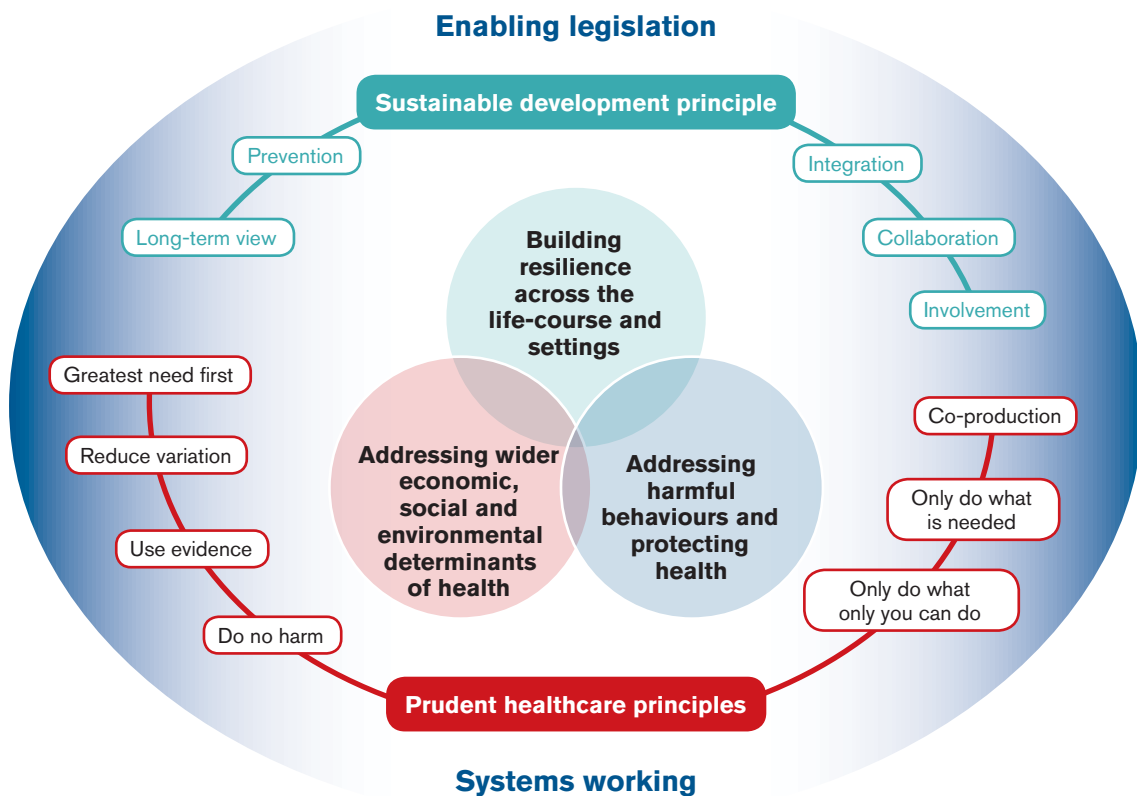 Enabling legislation
Sustainable development principle
Prevention
Long-term view
Integration
Collaboration
Involvement
Building
resilience
across the
life-course and
settings
Addressing wider
economic,
social and
environmental
determinants
of health
Addressing
harmful
behaviours and
protecting
health
Greatest need first
Reduce variation
Use evidence
Do no harm
Co-production
Only do what
is needed
Only do what
only you can do
Prudent healthcare principles
Systems working